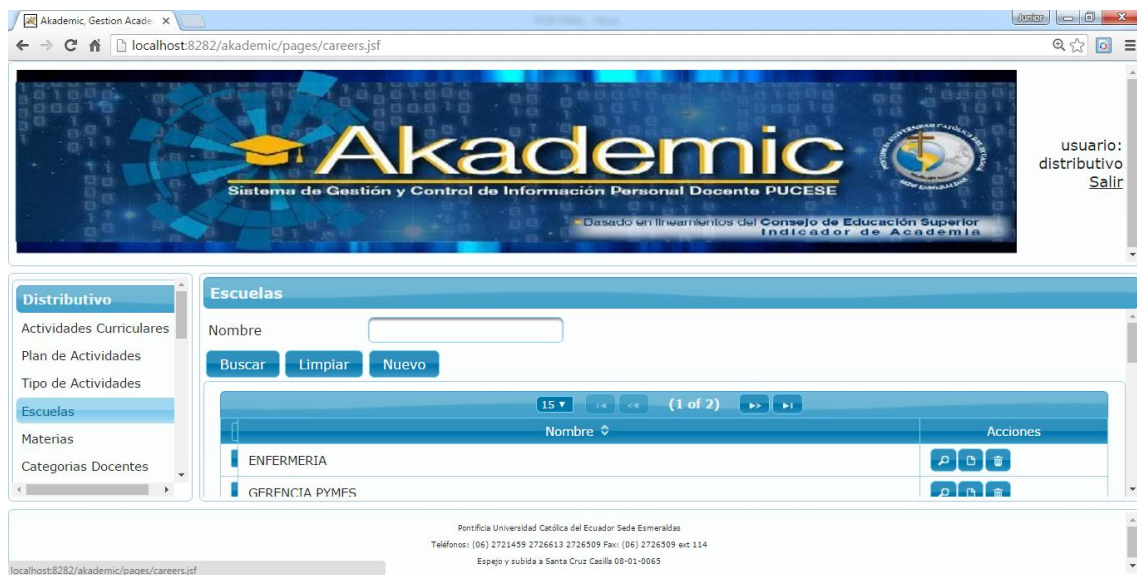 Akademic, Gestion Acade
Junior
localhost:8282/akademic/pages/careers.jsf
Akademic
Sistema de Gestión y Control de Información Personal Docente PUCESE
Basado en lineamientos del Consejo de Educación Superior
Indicador de Academia
usuario:
distributivo
Salir
Distributivo
Actividades Curriculares
Plan de Actividades
Tipo de Actividades
Escuelas
Materias
Categorias Docentes
Escuelas
Nombre
Buscar Limpiar Nuevo
15 (1 of 2)
Nombre Acciones
ENFERMERIA
GERENCIA PYMES
Pontificia Universidad Católica del Ecuador Sede Esmeraldas
Teléfonos: (06) 2721459 2726613 2726509 Fax: (06) 2726509 ext 114
Espejo y subida a Santa Cruz Casilla 08-01-0065
localhost:8282/akademic/pages/careers.jsf